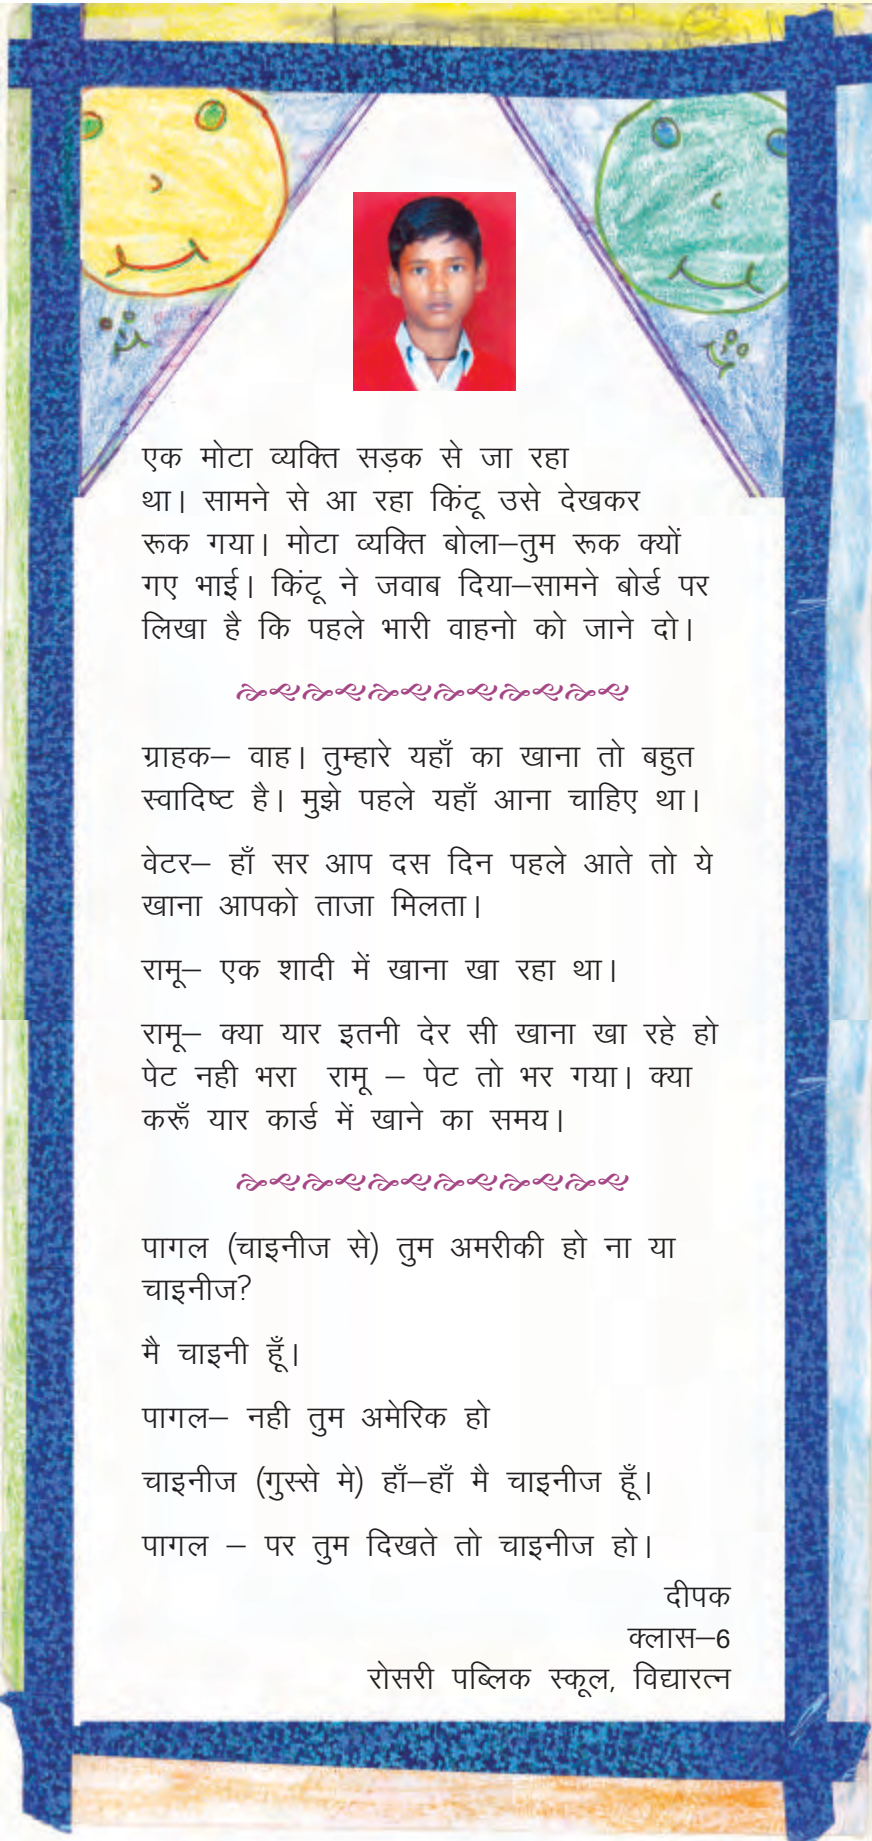 एक मोटा व्यक्ति सड़क से जा रहा
था। सामने से आ रहा किंटू उसे देखकर
रूक गया। मोटा व्यक्ति बोला–तुम रूक क्यों
गए भाई। किंटू ने जवाब दिया–सामने बोर्ड पर
लिखा है कि पहले भारी वाहनो को जाने दो।
ग्राहक– वाह। तुम्हारे यहाँ का खाना तो बहुत
स्वादिष्ट है। मुझे पहले यहाँ आना चाहिए था।
वेटर– हाँ सर आप दस दिन पहले आते तो ये
खाना आपको ताजा मिलता।
रामू– एक शादी में खाना खा रहा था।
रामू– क्या यार इतनी देर सी खाना खा रहे हो
पेट नही भरा रामू – पेट तो भर गया। क्या
करूँ यार कार्ड में खाने का समय।
पागल (चाइनीज से) तुम अमरीकी हो ना या
चाइनीज?
मै चाइनी हूँ।
पागल– नही तुम अमेरिक हो
चाइनीज (गुस्से मे) हाँ–हाँ मै चाइनीज हूँ।
पागल – पर तुम दिखते तो चाइनीज हो।
दीपक
क्लास–6
रोसरी पब्लिक स्कूल, विद्यारत्न